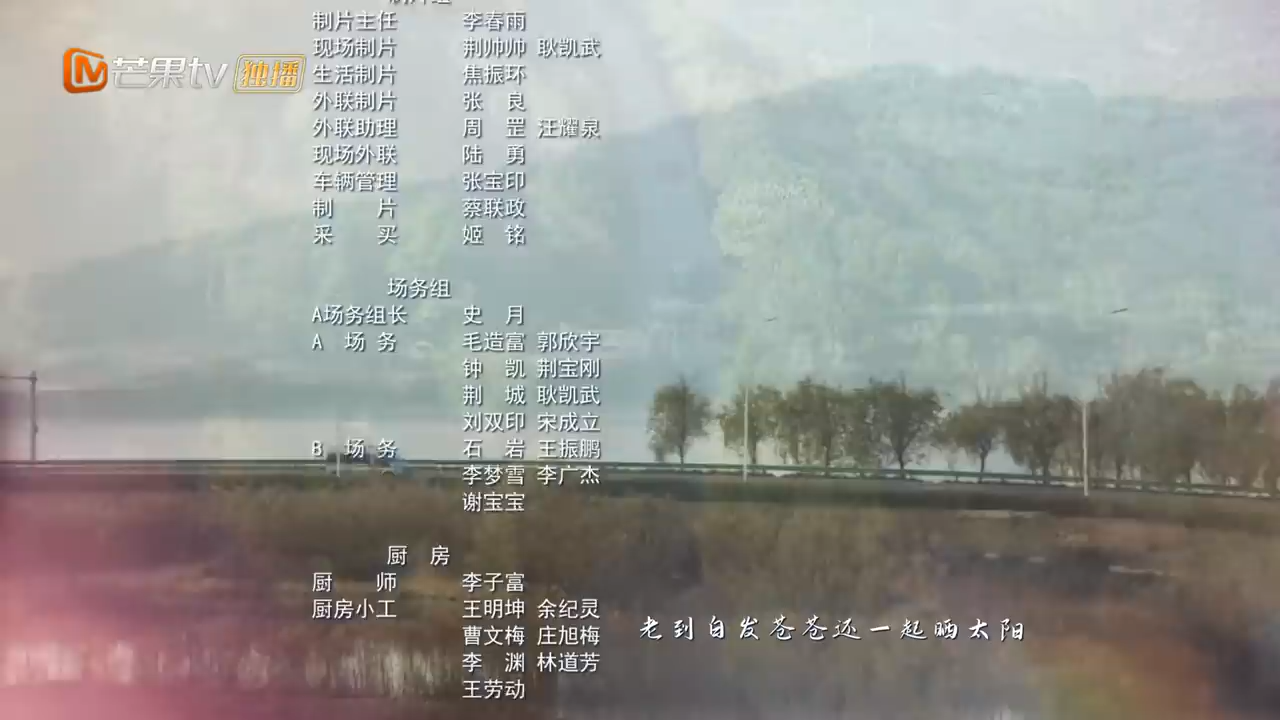 芒果tv 独播
制片主任 李春雨
现场制片 荆帅帅 耿凯武
生活制片 焦振环
外联制片 张 良
外联助理 周 罡 汪耀泉
现场外联 陆 勇
车辆管理 张宝印
制 片 蔡联政
采 买 姬 铭
场务组
A场务组长 史 月
A 场 务 毛造富 郭欣宇
钟 凯 荆宝刚
荆 城 耿凯武
刘双印 宋成立
B 场 务 石 岩 王振鹏
李梦雪 李广杰
谢宝宝
厨 房
厨 师 李子富
厨房小工 王明坤 余纪灵
曹文梅 庄旭梅
李 渊 林道芳
王劳动
老到白发苍苍还一起晒太阳